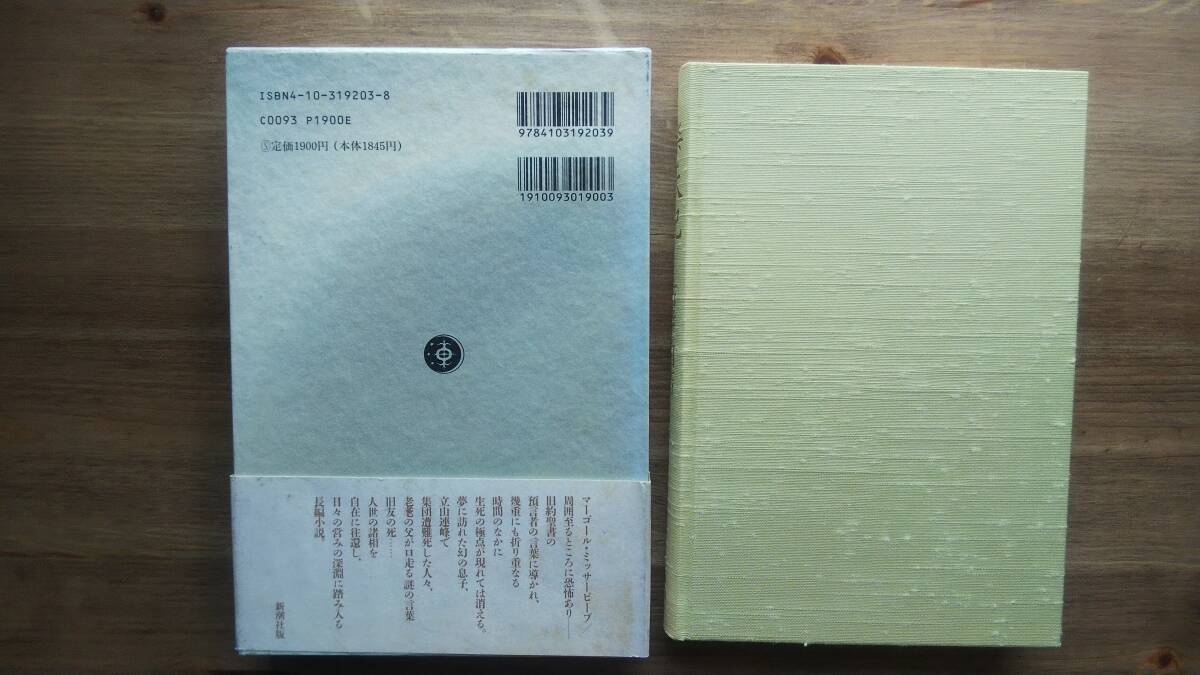 ISBN4-10-319203-8
C0093 P1900E
Ⓢ定価1900円(本体1845円)
9784103192039
1910093019003
マーゴール・ミッサービーブ/
周囲至るところに恐怖あり──
旧約聖書の
預言者の言葉に導かれ、
幾重にも折り重なる
時間のなかに
生死の極点が現れては消える。
夢に訪れた幻の息子、
立山連峰で
集団遭難死した人々、
老耄の父が口走る謎の言葉
旧友の死……
人世の諸相を
自在に往還し、
日々の営みの深淵に踏み入る
長編小説。
新潮社版